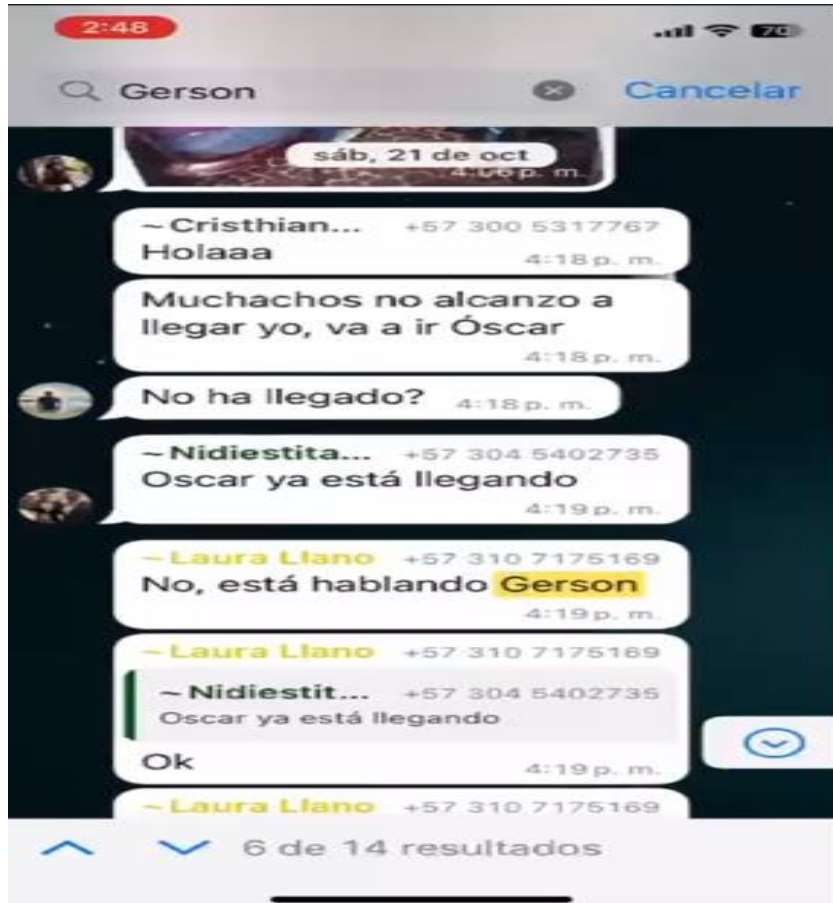 2:48
70
Gerson
Cancelar
sáb, 21 de oct
4:06 p. m.
~Cristhian... +57 300 5317767
Holaaa
4:18 p. m.
Muchachos no alcanzo a
llegar yo, va a ir Óscar
4:18 p. m.
No ha llegado? 4:18 p. m.
~Nidiestita... +57 304 5402735
Oscar ya está llegando
4:19 p. m.
~Laura Llano +57 310 7175169
No, está hablando Gerson
4:19 p. m.
~Laura Llano +57 310 7175169
~Nidiestit... +57 304 5402735
Oscar ya está llegando
Ok
4:19 p. m.
~Laura Llano +57 310 7175169
6 de 14 resultados